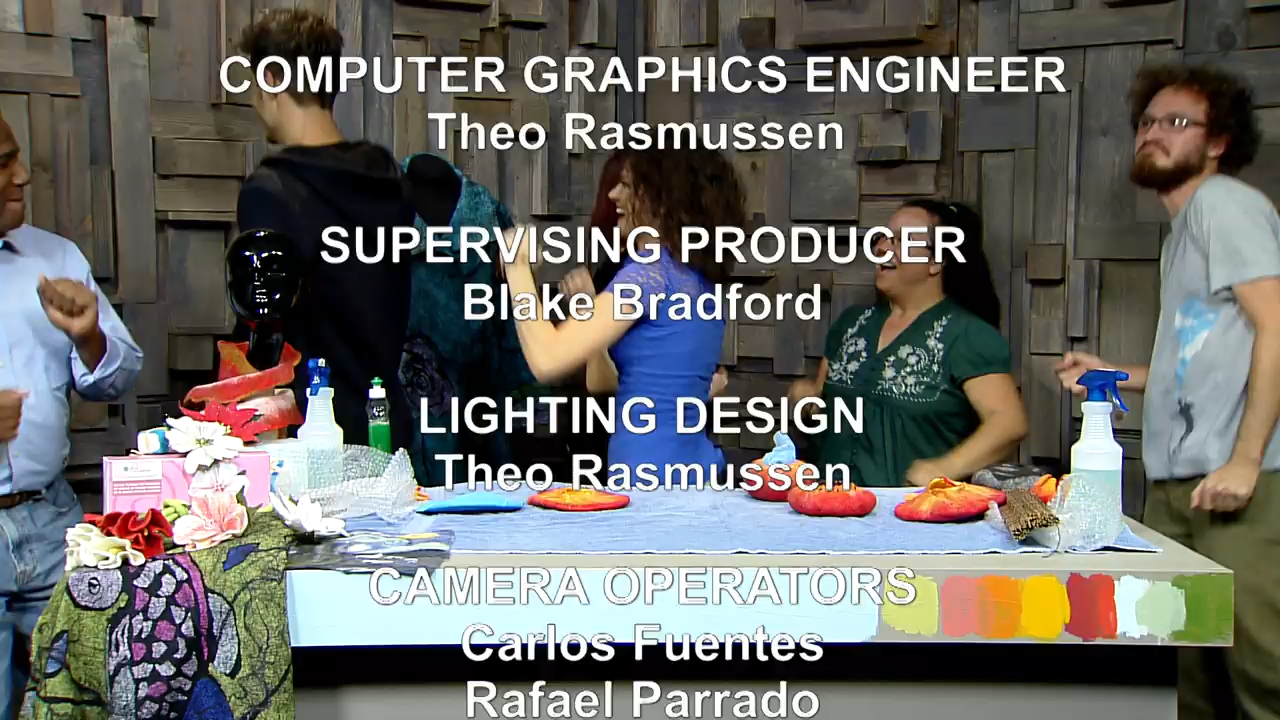 COMPUTER GRAPHICS ENGINEER
Theo Rasmussen
SUPERVISING PRODUCER
Blake Bradford
LIGHTING DESIGN
Theo Rasmussen
CAMERA OPERATORS
Carlos Fuentes
Rafael Parrado